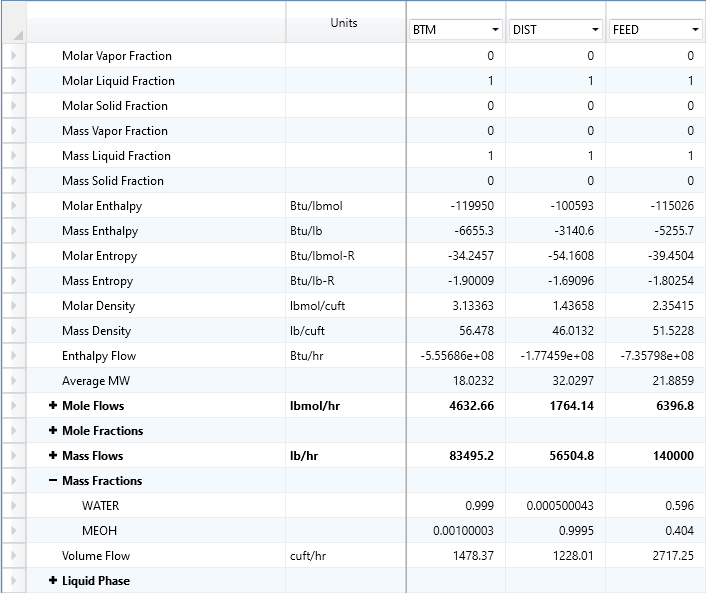 Units BTM DIST FEED
Molar Vapor Fraction 0 0 0
Molar Liquid Fraction 1 1 1
Molar Solid Fraction 0 0 0
Mass Vapor Fraction 0 0 0
Mass Liquid Fraction 1 1 1
Mass Solid Fraction 0 0 0
Molar Enthalpy Btu/lbmol -119950 -100593 -115026
Mass Enthalpy Btu/lb -6655.3 -3140.6 -5255.7
Molar Entropy Btu/lbmol-R -34.2457 -54.1608 -39.4504
Mass Entropy Btu/lb-R -1.90009 -1.69096 -1.80254
Molar Density lbmol/cuft 3.13363 1.43658 2.35415
Mass Density lb/cuft 56.478 46.0132 51.5228
Enthalpy Flow Btu/hr -5.55686e+08 -1.77459e+08 -7.35798e+08
Average MW 18.0232 32.0297 21.8859
+ Mole Flows lbmol/hr 4632.66 1764.14 6396.8
+ Mole Fractions
+ Mass Flows lb/hr 83495.2 56504.8 140000
− Mass Fractions
WATER 0.999 0.000500043 0.596
MEOH 0.00100003 0.9995 0.404
Volume Flow cuft/hr 1478.37 1228.01 2717.25
+ Liquid Phase